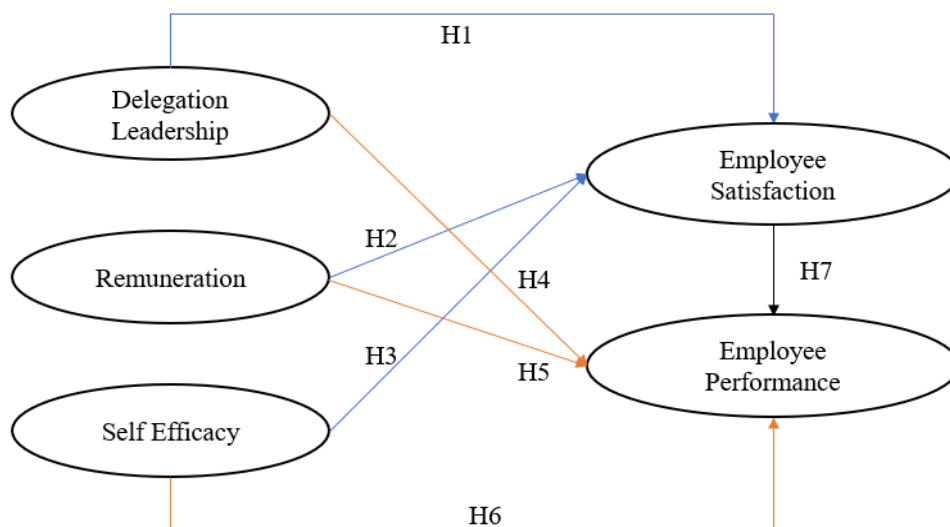 H1
Delegation
Leadership
Employee
Satisfaction
H2
Remuneration
H4
H7
H3
H5
Employee
Performance
Self Efficacy
H6